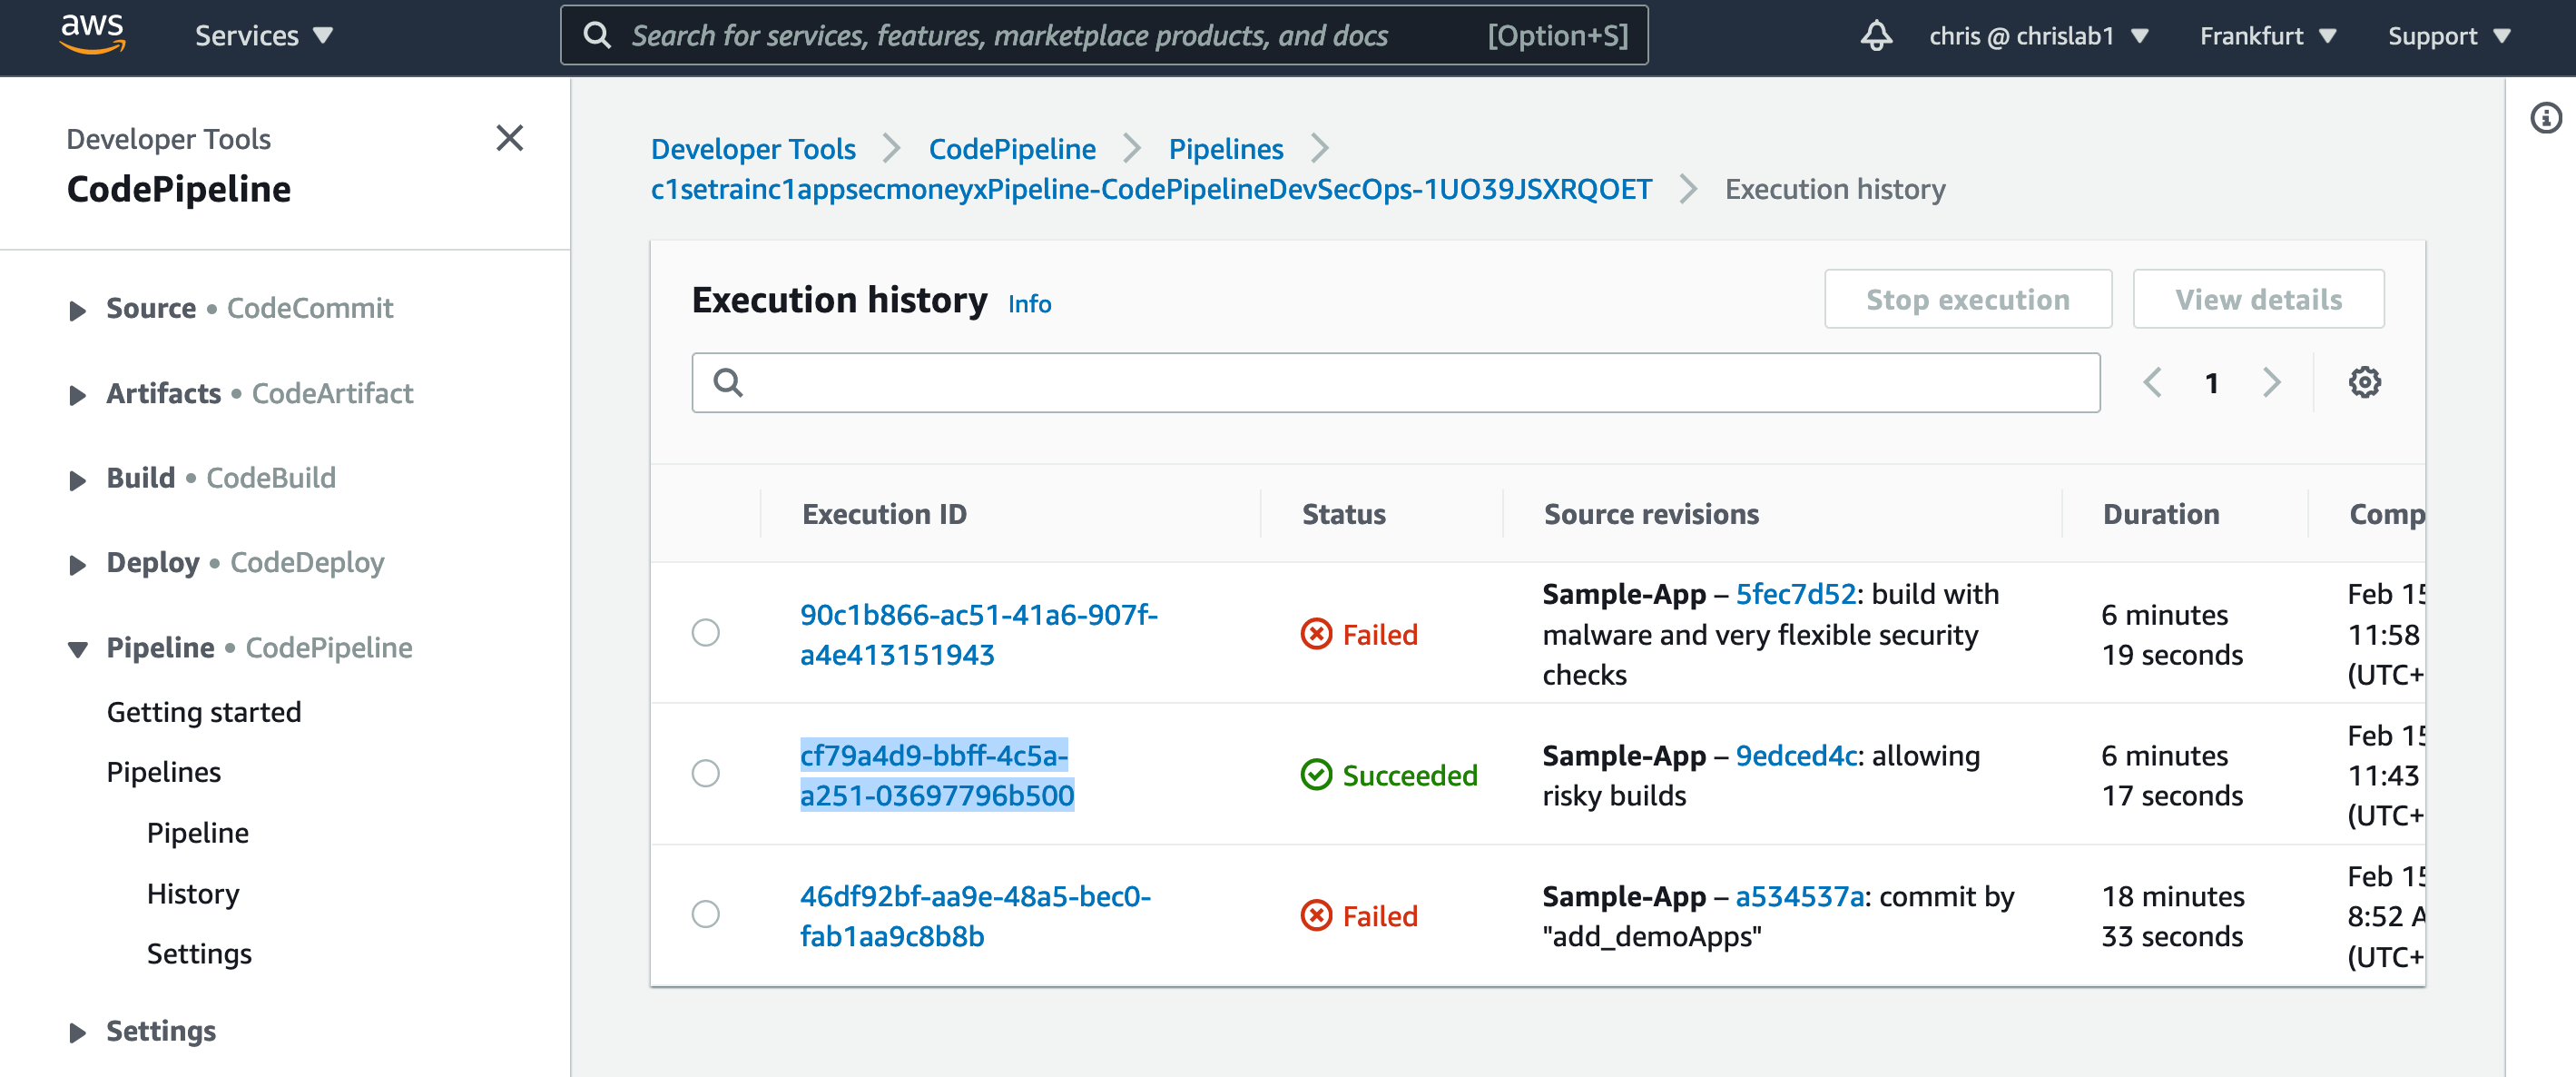 aws
Services ▼
Search for services, features, marketplace products, and docs
[Option+S]
chris @ chrislab1 ▼
Frankfurt ▼
Support ▼
Developer Tools
CodePipeline
Source • CodeCommit
Artifacts • CodeArtifact
Build • CodeBuild
Deploy • CodeDeploy
Pipeline • CodePipeline
Getting started
Pipelines
Pipeline
History
Settings
Settings
Developer Tools > CodePipeline > Pipelines >
c1setrainc1appsecmoneyxPipeline-CodePipelineDevSecOps-1UO39JSXRQOET > Execution history
Execution history Info
Stop execution
View details
1
Execution ID
Status
Source revisions
Duration
Comp
90c1b866-ac51-41a6-907f-
a4e413151943
Failed
Sample-App – 5fec7d52: build with
malware and very flexible security
checks
6 minutes
19 seconds
Feb 15
11:58
(UTC+
cf79a4d9-bbff-4c5a-
a251-03697796b500
Succeeded
Sample-App – 9edced4c: allowing
risky builds
6 minutes
17 seconds
Feb 15
11:43
(UTC+
46df92bf-aa9e-48a5-bec0-
fab1aa9c8b8b
Failed
Sample-App – a534537a: commit by
"add_demoApps"
18 minutes
33 seconds
Feb 15
8:52 A
(UTC+